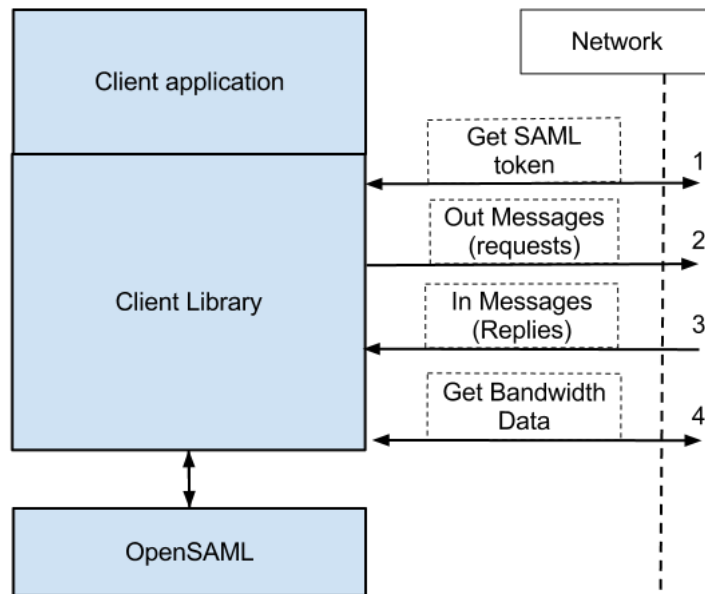 Client application
Network
Get SAML
token
1
Out Messages
(requests)
2
Client Library
In Messages
(Replies)
3
Get Bandwidth
Data
4
OpenSAML